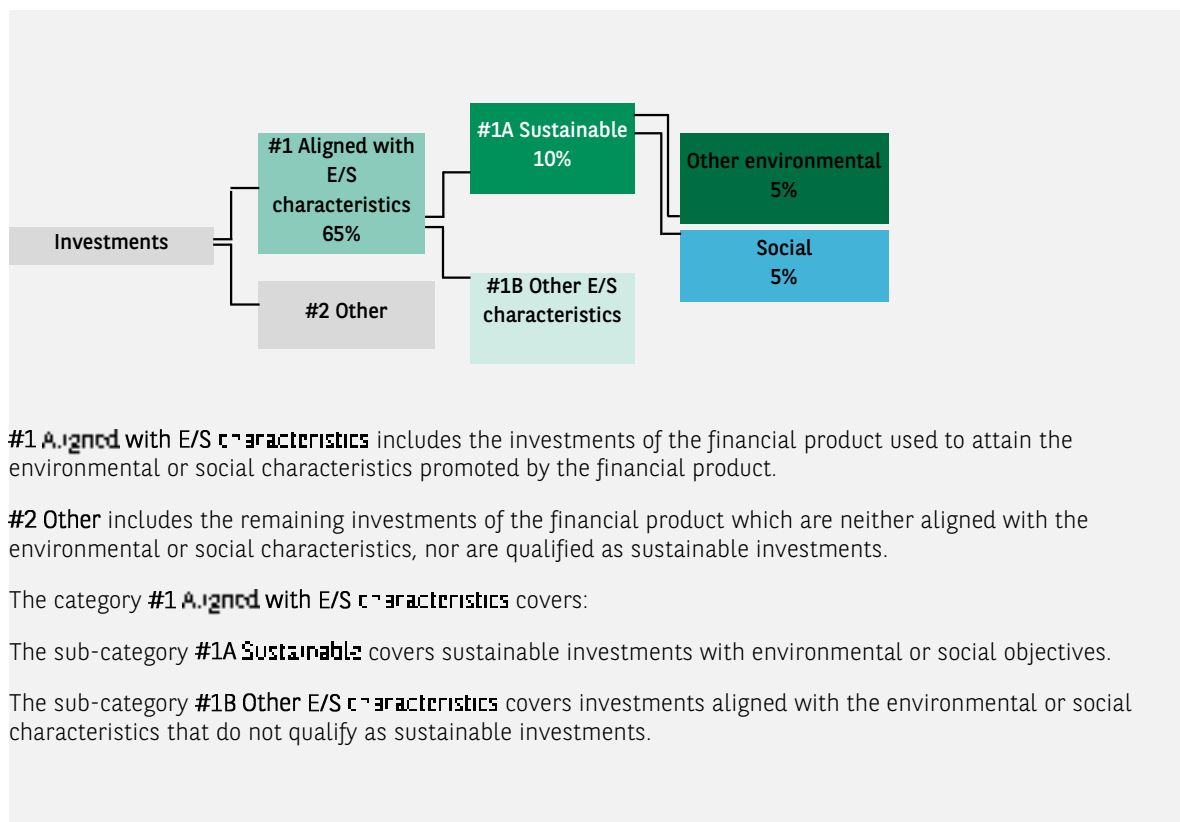 #1A Sustainable
10%
#1 Aligned with
E/S
characteristics
65%
Other environmental
5%
Investments
Social
5%
#2 Other
#1B Other E/S
characteristics
#1 Aligned with E/S characteristics includes the investments of the financial product used to attain the
environmental or social characteristics promoted by the financial product.
#2 Other includes the remaining investments of the financial product which are neither aligned with the
environmental or social characteristics, nor are qualified as sustainable investments.
The category #1 Aligned with E/S characteristics covers:
The sub-category #1A Sustainable covers sustainable investments with environmental or social objectives.
The sub-category #1B Other E/S characteristics covers investments aligned with the environmental or social
characteristics that do not qualify as sustainable investments.